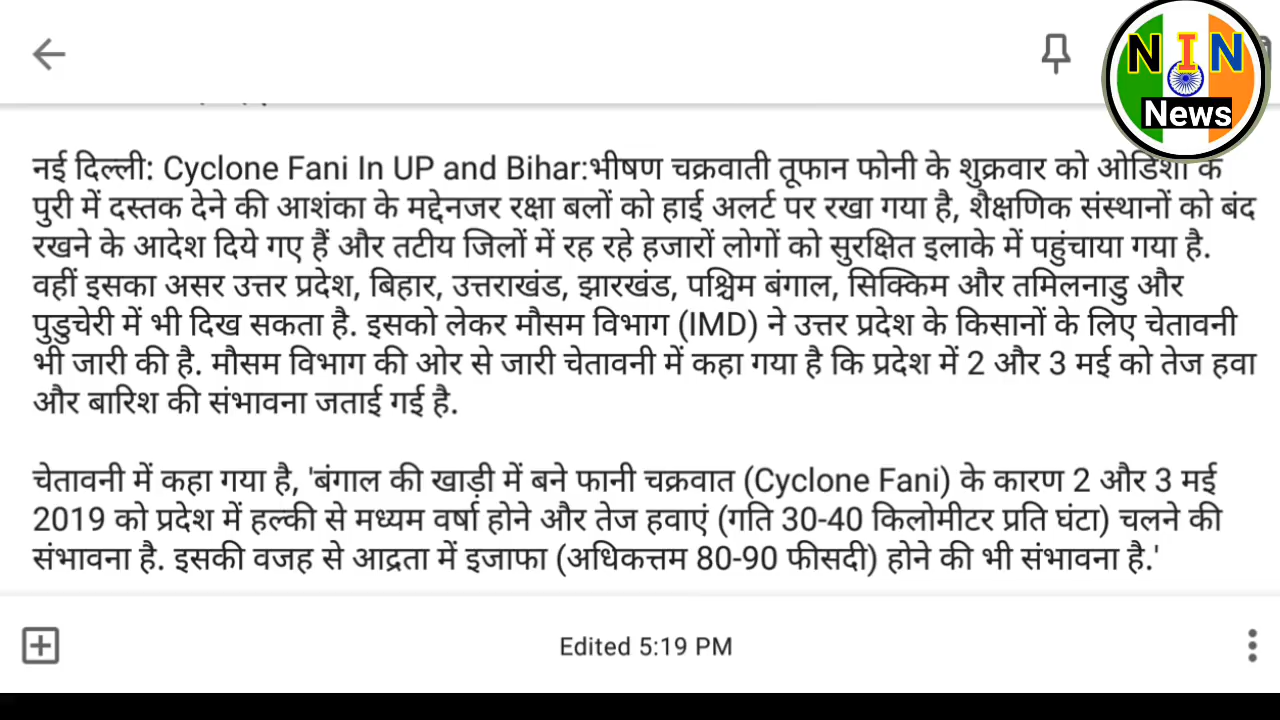 NIN
News
नई दिल्ली: Cyclone Fani In UP and Bihar:भीषण चक्रवाती तूफान फोनी के शुक्रवार को ओडिशा के
पुरी में दस्तक देने की आशंका के मद्देनजर रक्षा बलों को हाई अलर्ट पर रखा गया है, शैक्षणिक संस्थानों को बंद
रखने के आदेश दिये गए हैं और तटीय जिलों में रह रहे हजारों लोगों को सुरक्षित इलाके में पहुंचाया गया है.
वहीं इसका असर उत्तर प्रदेश, बिहार, उत्तराखंड, झारखंड, पश्चिम बंगाल, सिक्किम और तमिलनाडु और
पुडुचेरी में भी दिख सकता है. इसको लेकर मौसम विभाग (IMD) ने उत्तर प्रदेश के किसानों के लिए चेतावनी
भी जारी की है. मौसम विभाग की ओर से जारी चेतावनी में कहा गया है कि प्रदेश में 2 और 3 मई को तेज हवा
और बारिश की संभावना जताई गई है.
चेतावनी में कहा गया है, 'बंगाल की खाड़ी में बने फानी चक्रवात (Cyclone Fani) के कारण 2 और 3 मई
2019 को प्रदेश में हल्की से मध्यम वर्षा होने और तेज हवाएं (गति 30-40 किलोमीटर प्रति घंटा) चलने की
संभावना है. इसकी वजह से आद्रता में इजाफा (अधिकत्तम 80-90 फीसदी) होने की भी संभावना है.'
Edited 5:19 PM